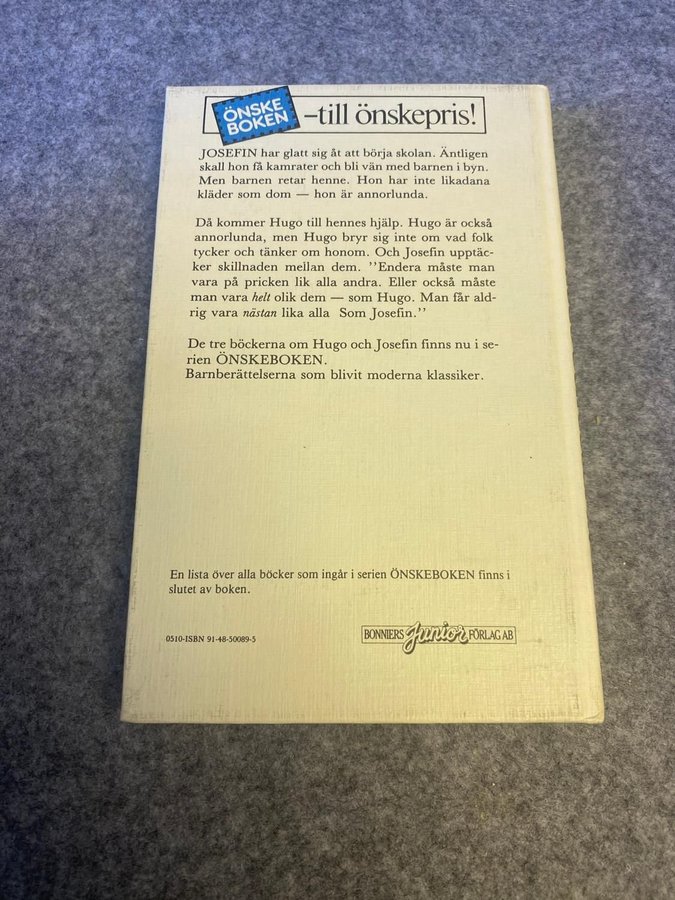 ÖNSKE
BOKEN
–till önskepris!
JOSEFIN har glatt sig åt att börja skolan. Äntligen
skall hon få kamrater och bli vän med barnen i byn.
Men barnen retar henne. Hon har inte likadana
kläder som dom — hon är annorlunda.
Då kommer Hugo till hennes hjälp. Hugo är också
annorlunda, men Hugo bryr sig inte om vad folk
tycker och tänker om honom. Och Josefin upptäc-
ker skillnaden mellan dem. ”Endera måste man
vara på pricken lik alla andra. Eller också måste
man vara helt olik dem — som Hugo. Man får ald-
rig vara nästan lika alla Som Josefin.”
De tre böckerna om Hugo och Josefin finns nu i se-
rien ÖNSKEBOKEN.
Barnberättelserna som blivit moderna klassiker.
En lista över alla böcker som ingår i serien ÖNSKEBOKEN finns i
slutet av boken.
0510-ISBN 91-48-50089-5
BONNIERS Junior FÖRLAG AB